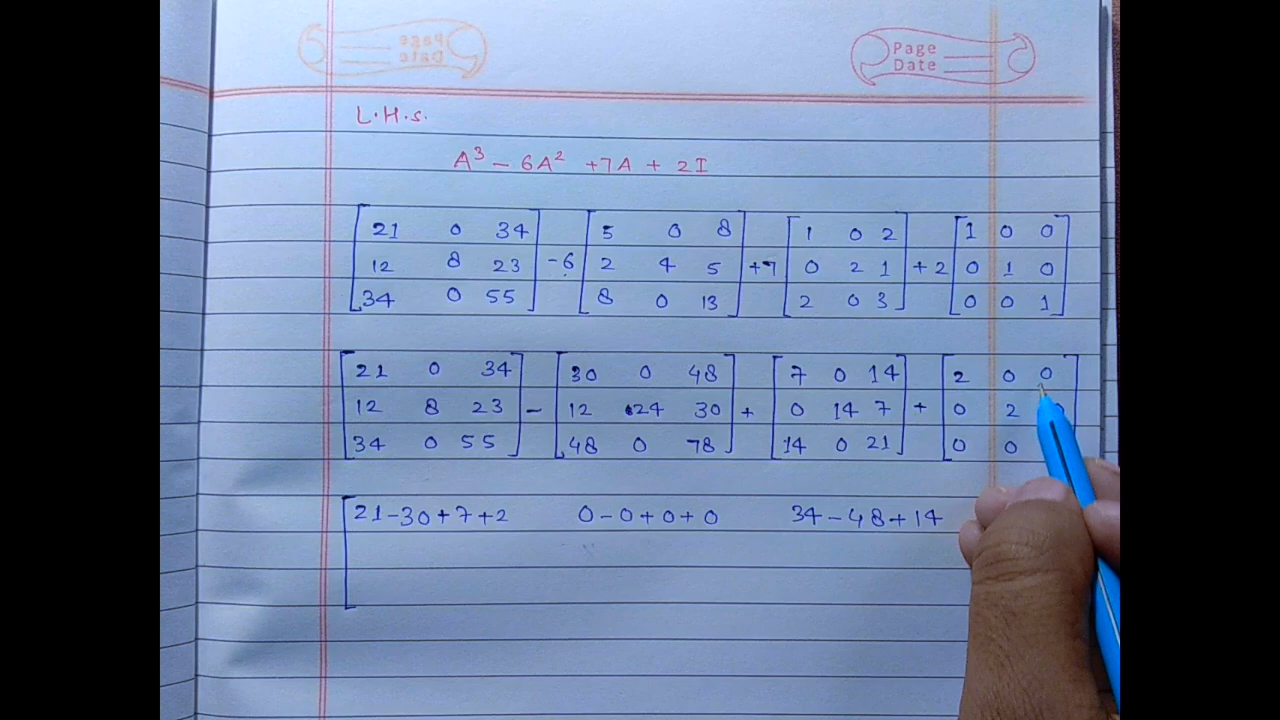 Page
Date
L.H.S.
A³ - 6A² + 7A + 2I
21 0 34 5 0 8 1 0 2 1 0 0
12 8 23 -6 2 4 5 +7 0 2 1 +2 0 1 0
34 0 55 8 0 13 2 0 3 0 0 1
21 0 34 30 0 48 7 0 14 2 0 0
12 8 23 - 12 24 30 + 0 14 7 + 0 2
34 0 55 48 0 78 14 0 21 0 0
21-30+7+2 0-0+0+0 34-48+14